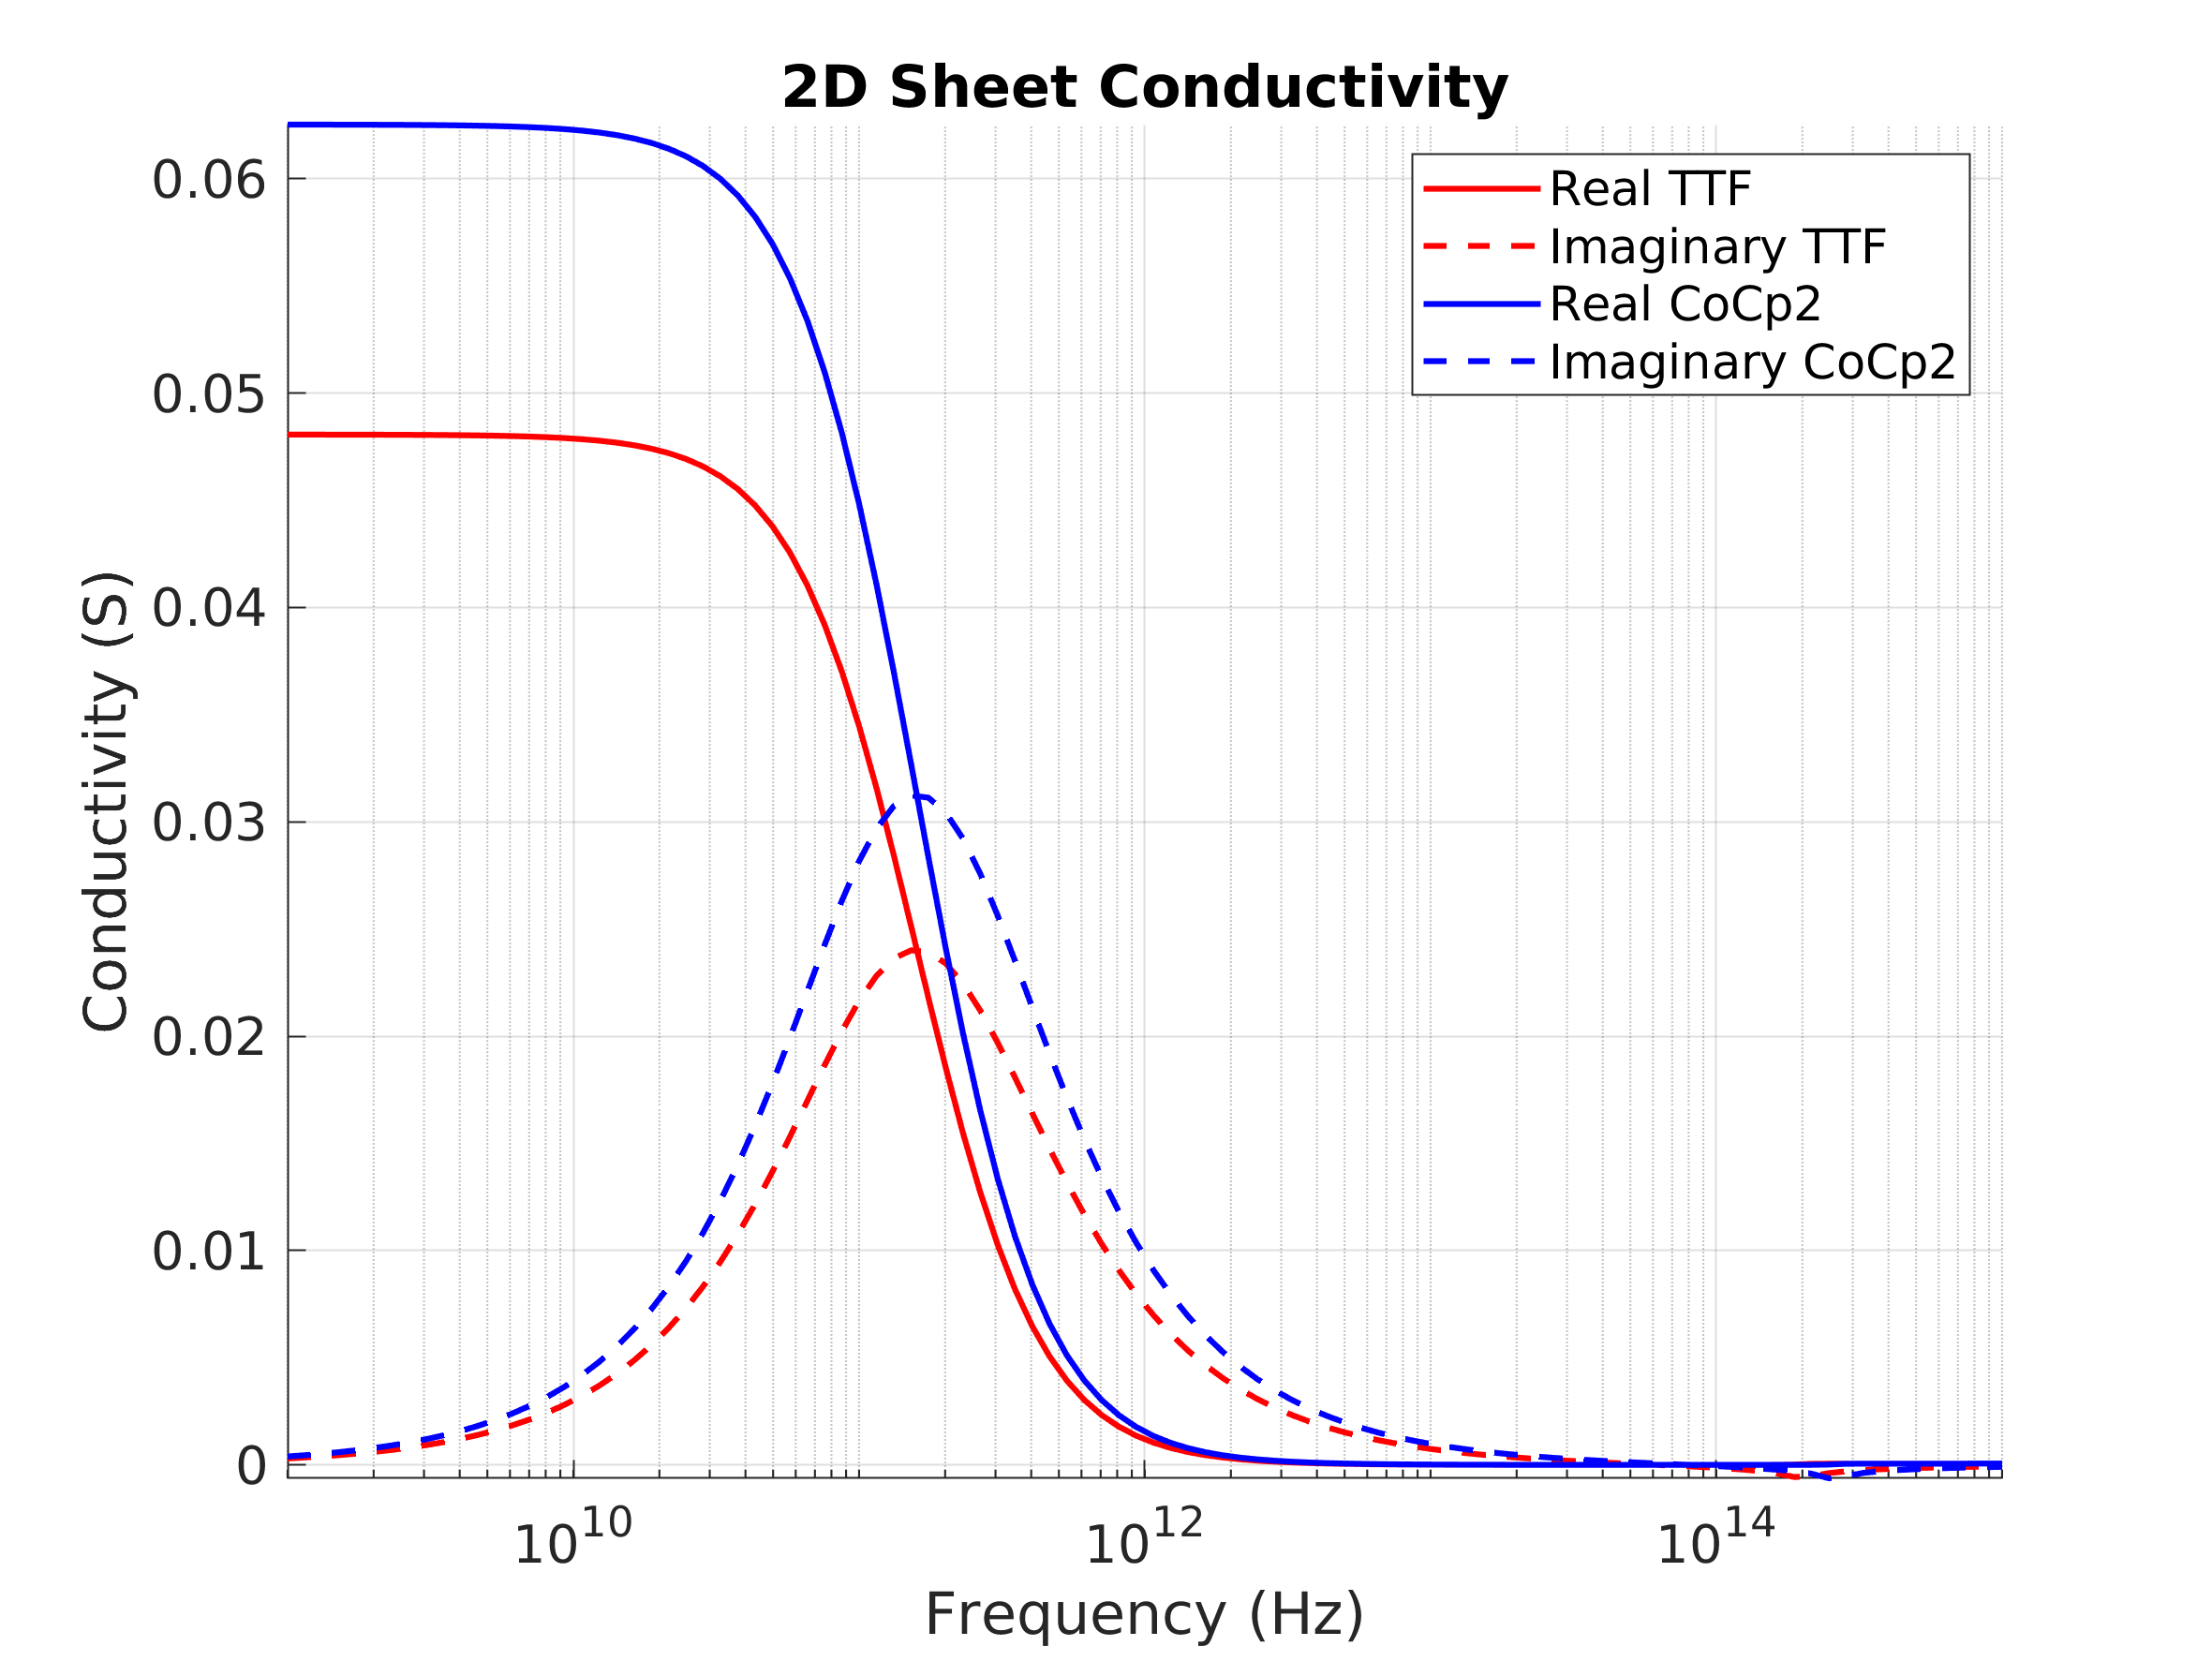 2D Sheet Conductivity
Real TTF
Imaginary TTF
Real CoCp2
Imaginary CoCp2
Conductivity (S)
0.06
0.05
0.04
0.03
0.02
0.01
0
10^10
10^12
10^14
Frequency (Hz)